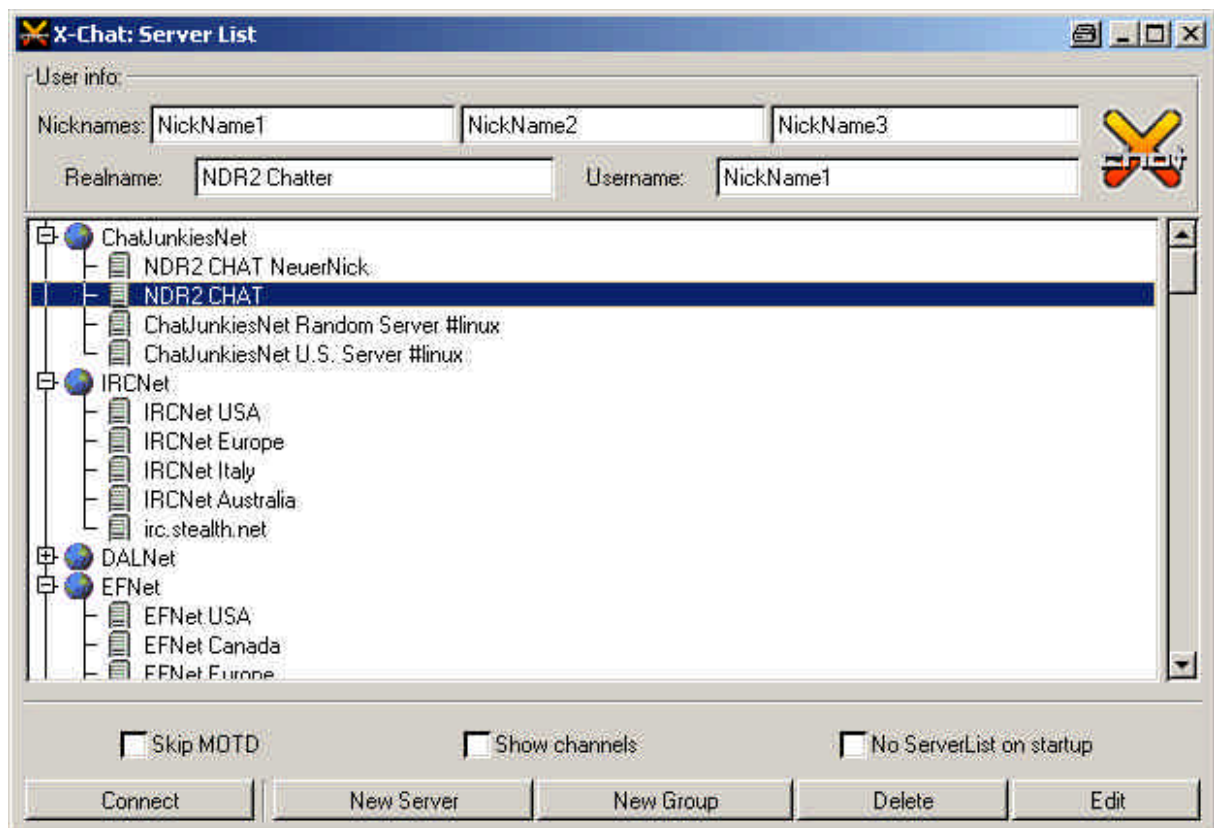 X-Chat: Server List
User info:
Nicknames: NickName1 NickName2 NickName3
Realname: NDR2 Chatter Username: NickName1
ChatJunkiesNet
NDR2 CHAT NeuerNick
NDR2 CHAT
ChatJunkiesNet Random Server #linux
ChatJunkiesNet U.S. Server #linux
IRCNet
IRCNet USA
IRCNet Europe
IRCNet Italy
IRCNet Australia
irc.stealth.net
DALNet
EFNet
EFNet USA
EFNet Canada
EFNet Europe
Skip MOTD Show channels No ServerList on startup
Connect New Server New Group Delete Edit